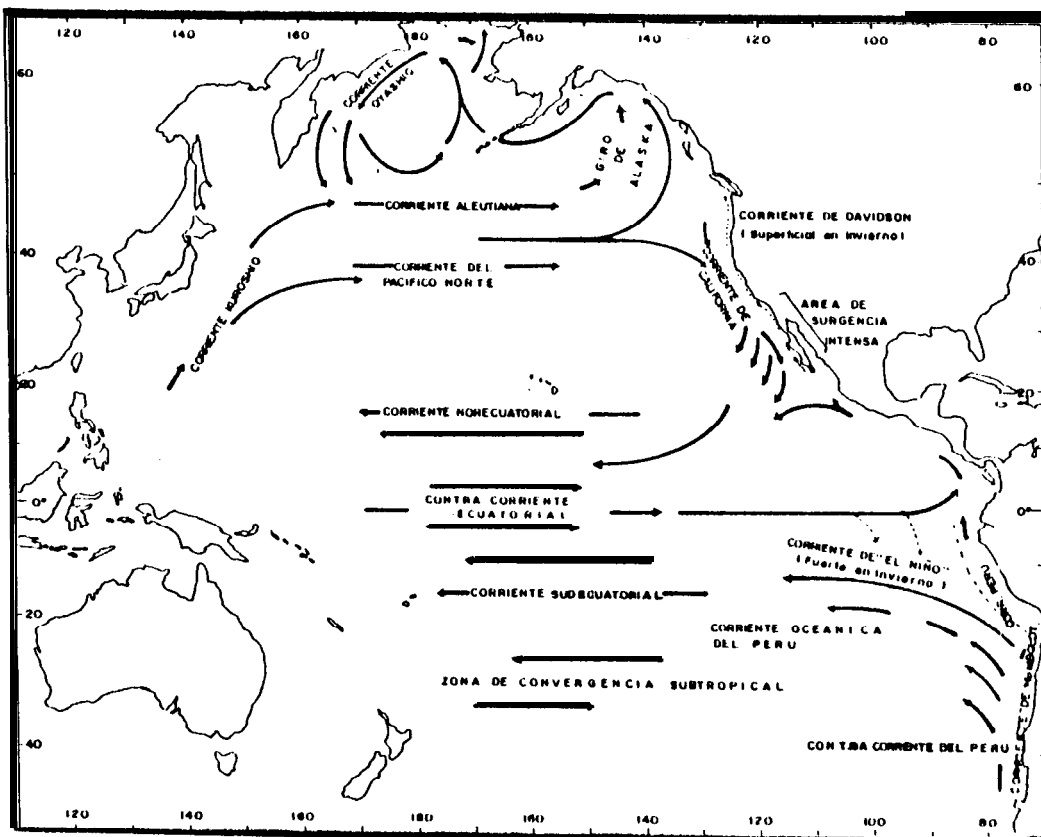 120 140 160 180 160 140 120 100 80
60 60
CORRIENTE
OYASHIO
GIRO
DE
ALASKA
CORRIENTE ALEUTIANA
CORRIENTE DE DAVIDSON
(Superficial en invierno)
40 40
CORRIENTE DEL
PACIFICO NORTE
CORRIENTE KUROSHIO
CORRIENTE DE
CALIFORNIA
AREA DE
SURGENCIA
INTENSA
20 20
CORRIENTE NORECUATORIAL
CONTRA CORRIENTE
ECUATORIAL
0° 0°
CORRIENTE DE "EL NIÑO"
(Fuerte en invierno)
CORRIENTE SUDECUATORIAL
20
CORRIENTE OCEANICA
DEL PERU
ZONA DE CONVERGENCIA SUBTROPICAL
40
CONTRA CORRIENTE DEL PERU
120 140 160 180 160 140 120 100 80